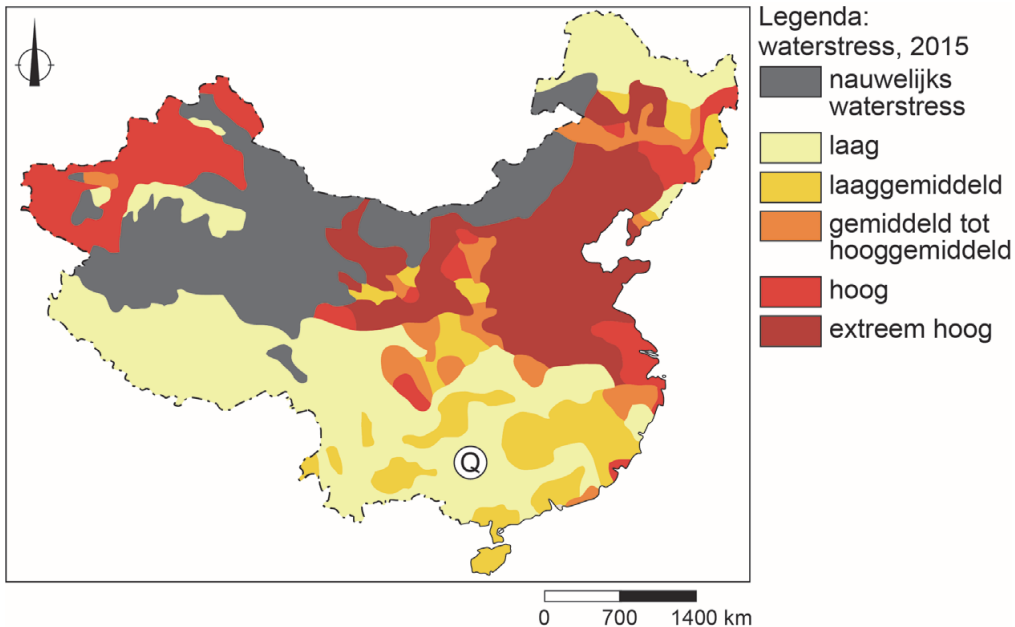 Legenda:
waterstress, 2015
nauwelijks
waterstress
laag
laaggemiddeld
gemiddeld tot
hooggemiddeld
hoog
extreem hoog
Q
0 700 1400 km